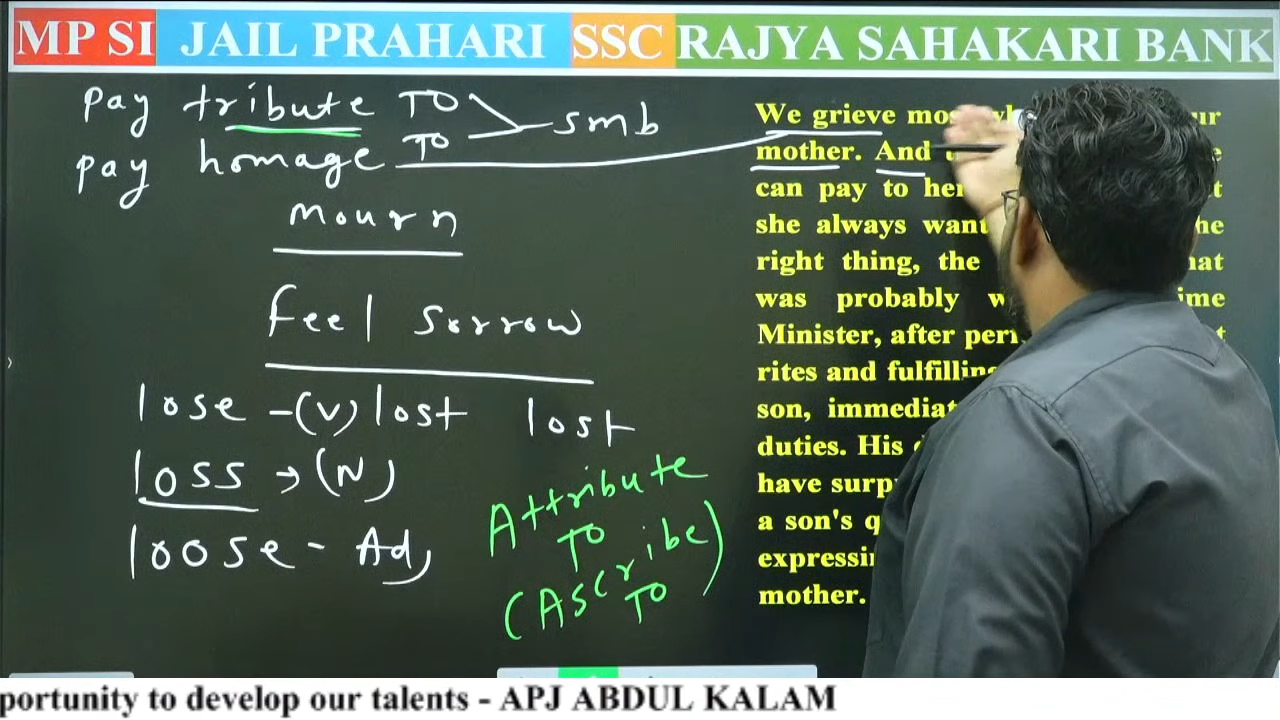 MP SI JAIL PRAHARI SSC RAJYA SAHAKARI BANK
Pay tribute TO
TO smb
pay homage
mourn
feel sorrow
lose -(V) lost lost
loss → (N)
loose - Adj
Attribute
TO
(Ascribe
TO)
We grieve
mother. And
can pay to her
she always want
right thing, the
was probably
Minister, after
rites and fulfilling
son, immediat
duties. His
have surp
a son's q
expressin
mother.
portunity to develop our talents - APJ ABDUL KALAM